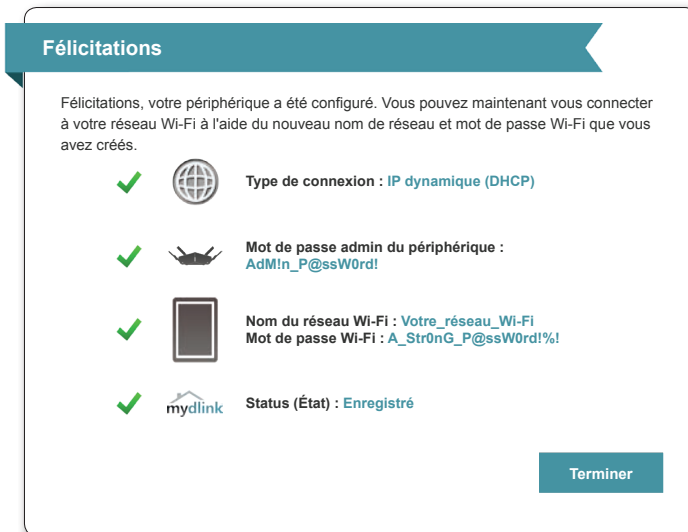 Félicitations
Félicitations, votre périphérique a été configuré. Vous pouvez maintenant vous connecter
à votre réseau Wi-Fi à l'aide du nouveau nom de réseau et mot de passe Wi-Fi que vous
avez créés.
Type de connexion : IP dynamique (DHCP)
Mot de passe admin du périphérique :
AdM!n_P@ssW0rd!
Nom du réseau Wi-Fi : Votre_réseau_Wi-Fi
Mot de passe Wi-Fi : A_Str0nG_P@ssW0rd!%!
mydlink
Status (État) : Enregistré
Terminer